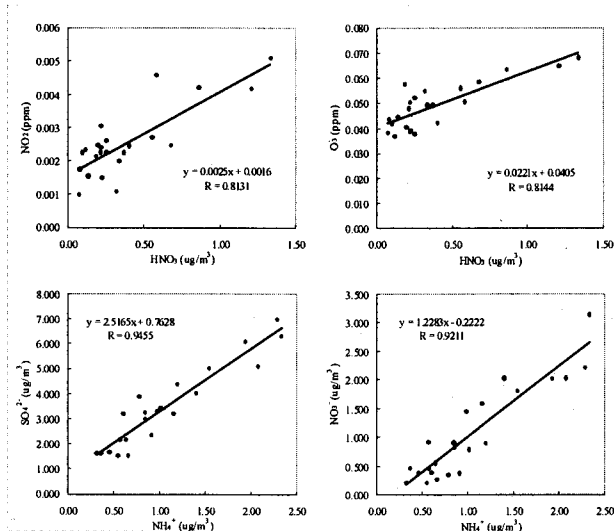 0.006
0.005
0.004
0.003
0.002
0.001
0.000
NO₂ (ppm)
y = 0.0025x + 0.0016
R = 0.8131
0.00 0.50 1.00 1.50
HNO₃ (ug/m³)
0.080
0.070
0.060
0.050
0.040
0.030
0.020
0.010
0.000
O³ (ppm)
y = 0.0221x + 0.0405
R = 0.8144
0.00 0.50 1.00 1.50
HNO₃ (ug/m³)
8.000
7.000
6.000
5.000
4.000
3.000
2.000
1.000
0.000
SO₄²⁻ (ug/m³)
y = 2.5165x + 0.7628
R = 0.9455
0.00 0.50 1.00 1.50 2.00 2.50
NH₄⁺ (ug/m³)
3.500
3.000
2.500
2.000
1.500
1.000
0.500
0.000
NO₃⁻ (ug/m³)
y = 1.2283x - 0.2222
R = 0.9211
0.00 0.50 1.00 1.50 2.00 2.50
NH₄⁺ (ug/m³)